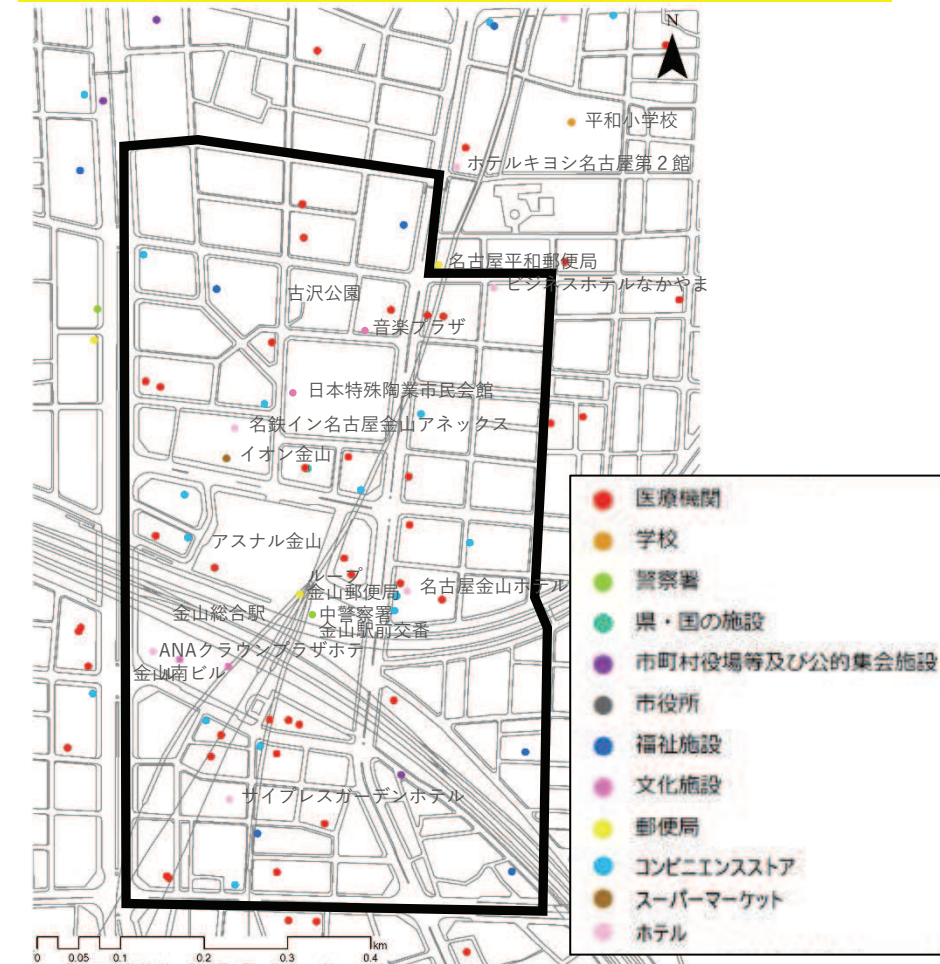 N
平和小学校
ホテルキヨシ名古屋第２館
名古屋平和郵便局
ビジネスホテルなかやま
古沢公園
音楽プラザ
日本特殊陶業市民会館
名鉄イン名古屋金山アネックス
イオン金山
アスナル金山
ループ
金山郵便局
名古屋金山ホテル
金山総合駅
中警察署
金山駅前交番
ANAクラウンプラザホテ
金山南ビル
サイプレスガーデンホテル
医療機関
学校
警察署
県・国の施設
市町村役場等及び公的集会施設
市役所
福祉施設
文化施設
郵便局
コンビニエンスストア
スーパーマーケット
ホテル
0 0.05 0.1 0.2 0.3 0.4 km